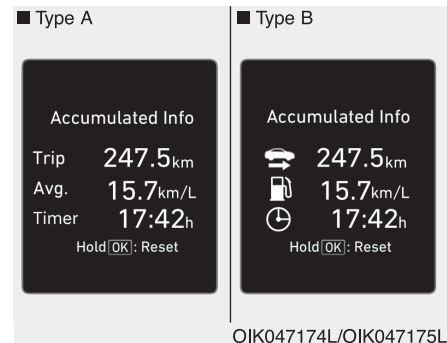 ■ Type A
Accumulated Info
Trip 247.5km
Avg. 15.7km/L
Timer 17:42h
Hold OK : Reset
■ Type B
Accumulated Info
247.5km
15.7km/L
17:42h
Hold OK : Reset
OIK047174L/OIK047175L